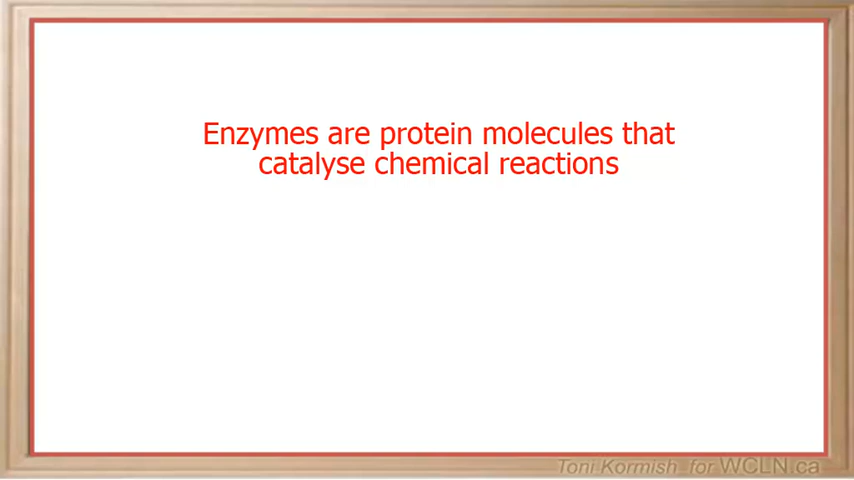 Enzymes are protein molecules that
catalyse chemical reactions
Toni Kormish for WCLN.ca